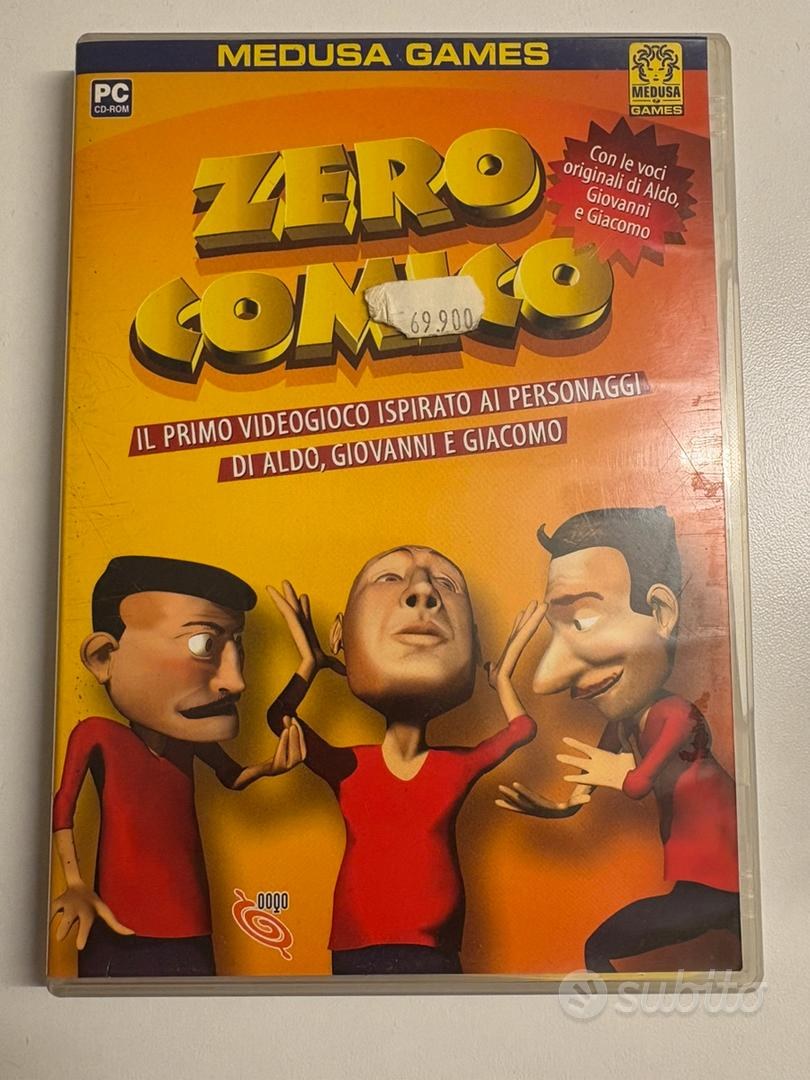 MEDUSA GAMES
PC
CD-ROM
MEDUSA
GAMES
ZERO
COMICO
Con le voci
originali di Aldo,
Giovanni
e Giacomo
69.900
IL PRIMO VIDEOGIOCO ISPIRATO AI PERSONAGGI
DI ALDO, GIOVANNI E GIACOMO
subito